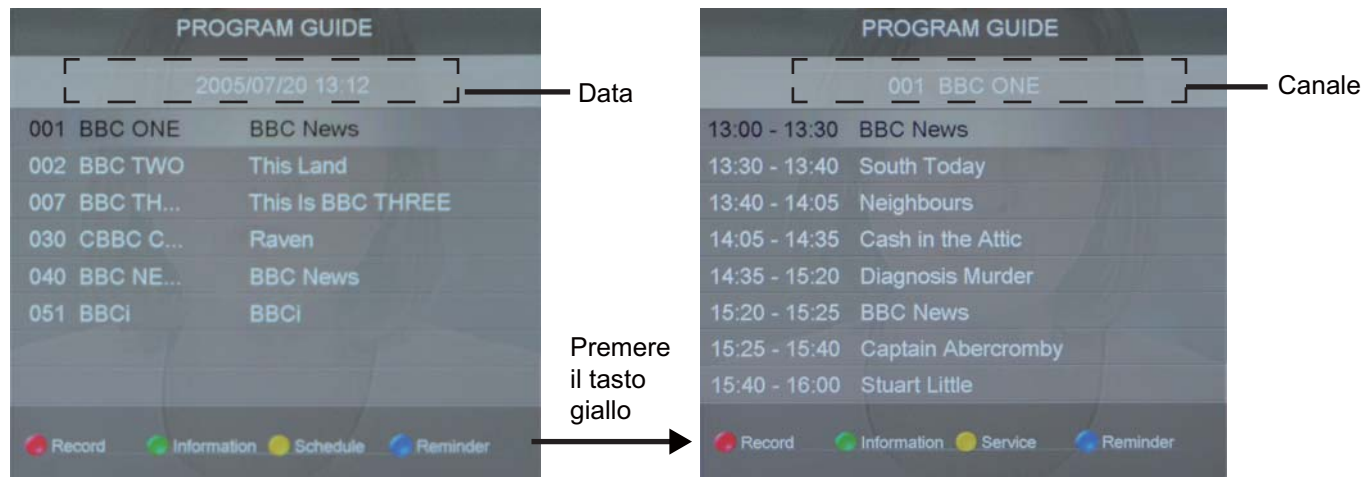 PROGRAM GUIDE
2005/07/20 13:12
Data
001 BBC ONE BBC News
002 BBC TWO This Land
007 BBC TH... This Is BBC THREE
030 CBBC C... Raven
040 BBC NE... BBC News
051 BBCi BBCi
Record Information Schedule Reminder
Premere
il tasto
giallo
PROGRAM GUIDE
001 BBC ONE
Canale
13:00 - 13:30 BBC News
13:30 - 13:40 South Today
13:40 - 14:05 Neighbours
14:05 - 14:35 Cash in the Attic
14:35 - 15:20 Diagnosis Murder
15:20 - 15:25 BBC News
15:25 - 15:40 Captain Abercromby
15:40 - 16:00 Stuart Little
Record Information Service Reminder